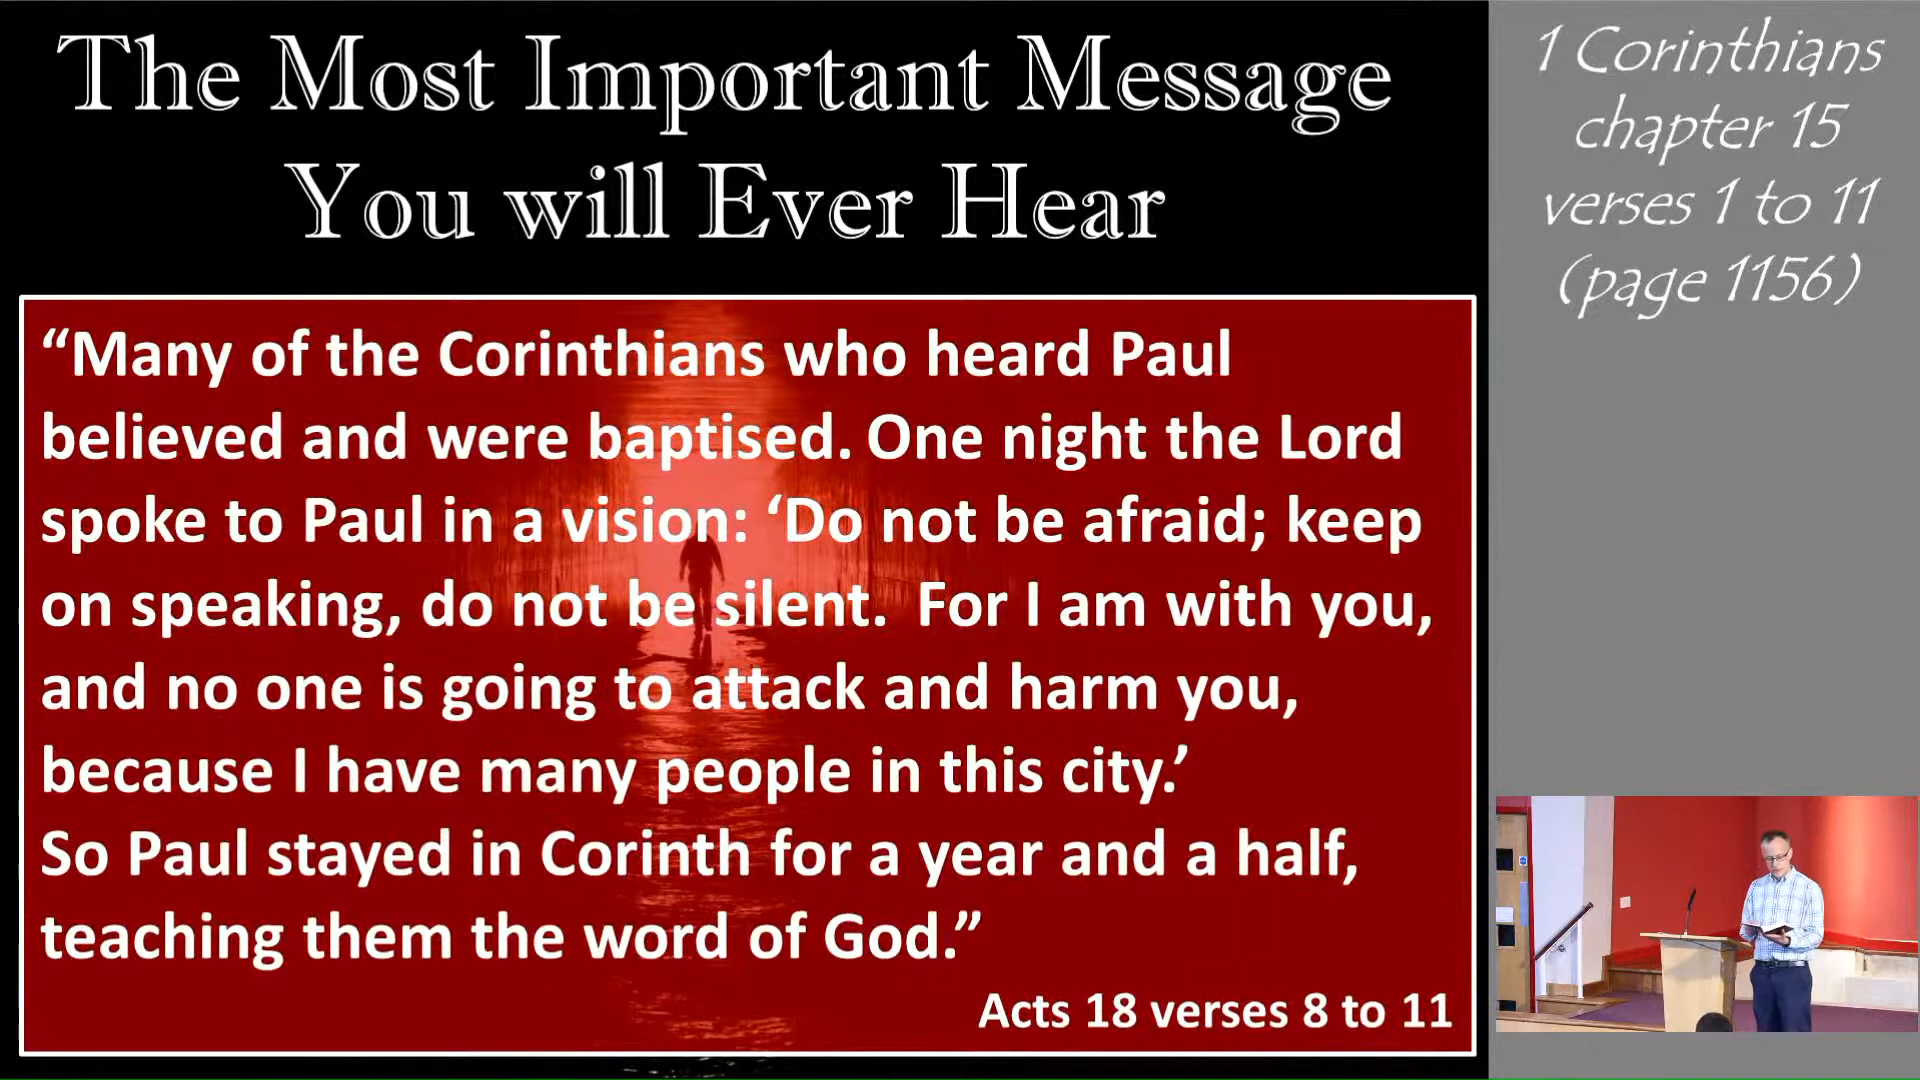 The Most Important Message
You will Ever Hear
“Many of the Corinthians who heard Paul
believed and were baptised. One night the Lord
spoke to Paul in a vision: ‘Do not be afraid; keep
on speaking, do not be silent.  For I am with you,
and no one is going to attack and harm you,
because I have many people in this city.’
So Paul stayed in Corinth for a year and a half,
teaching them the word of God.”
Acts 18 verses 8 to 11
1 Corinthians
chapter 15
verses 1 to 11
(page 1156)